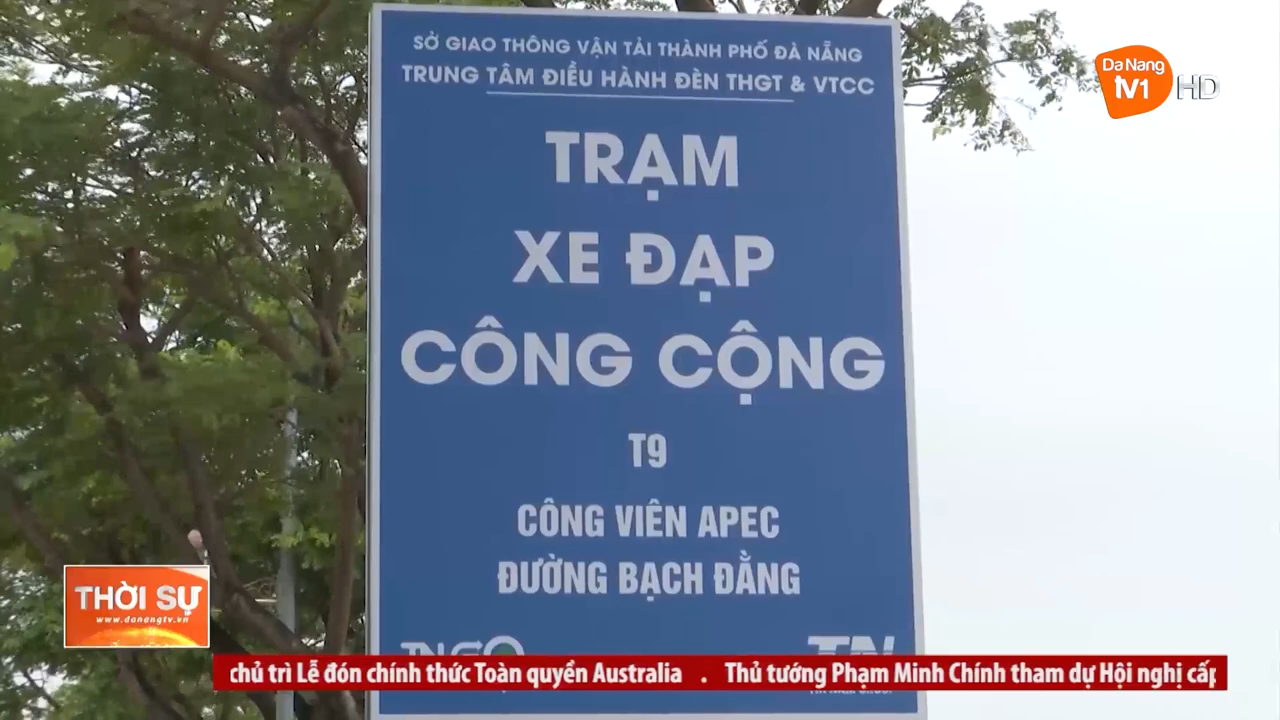 SỞ GIAO THÔNG VẬN TẢI THÀNH PHỐ ĐÀ NẴNG
TRUNG TÂM ĐIỀU HÀNH ĐÈN THGT & VTCC
Da Nang
TV1 HD
TRẠM
XE ĐẠP
CÔNG CỘNG
T9
CÔNG VIÊN APEC
ĐƯỜNG BẠCH ĐẰNG
THỜI SỰ
www.danangtv.vn
TN
chủ trì Lễ đón chính thức Toàn quyền Australia . Thủ tướng Phạm Minh Chính tham dự Hội nghị cấp